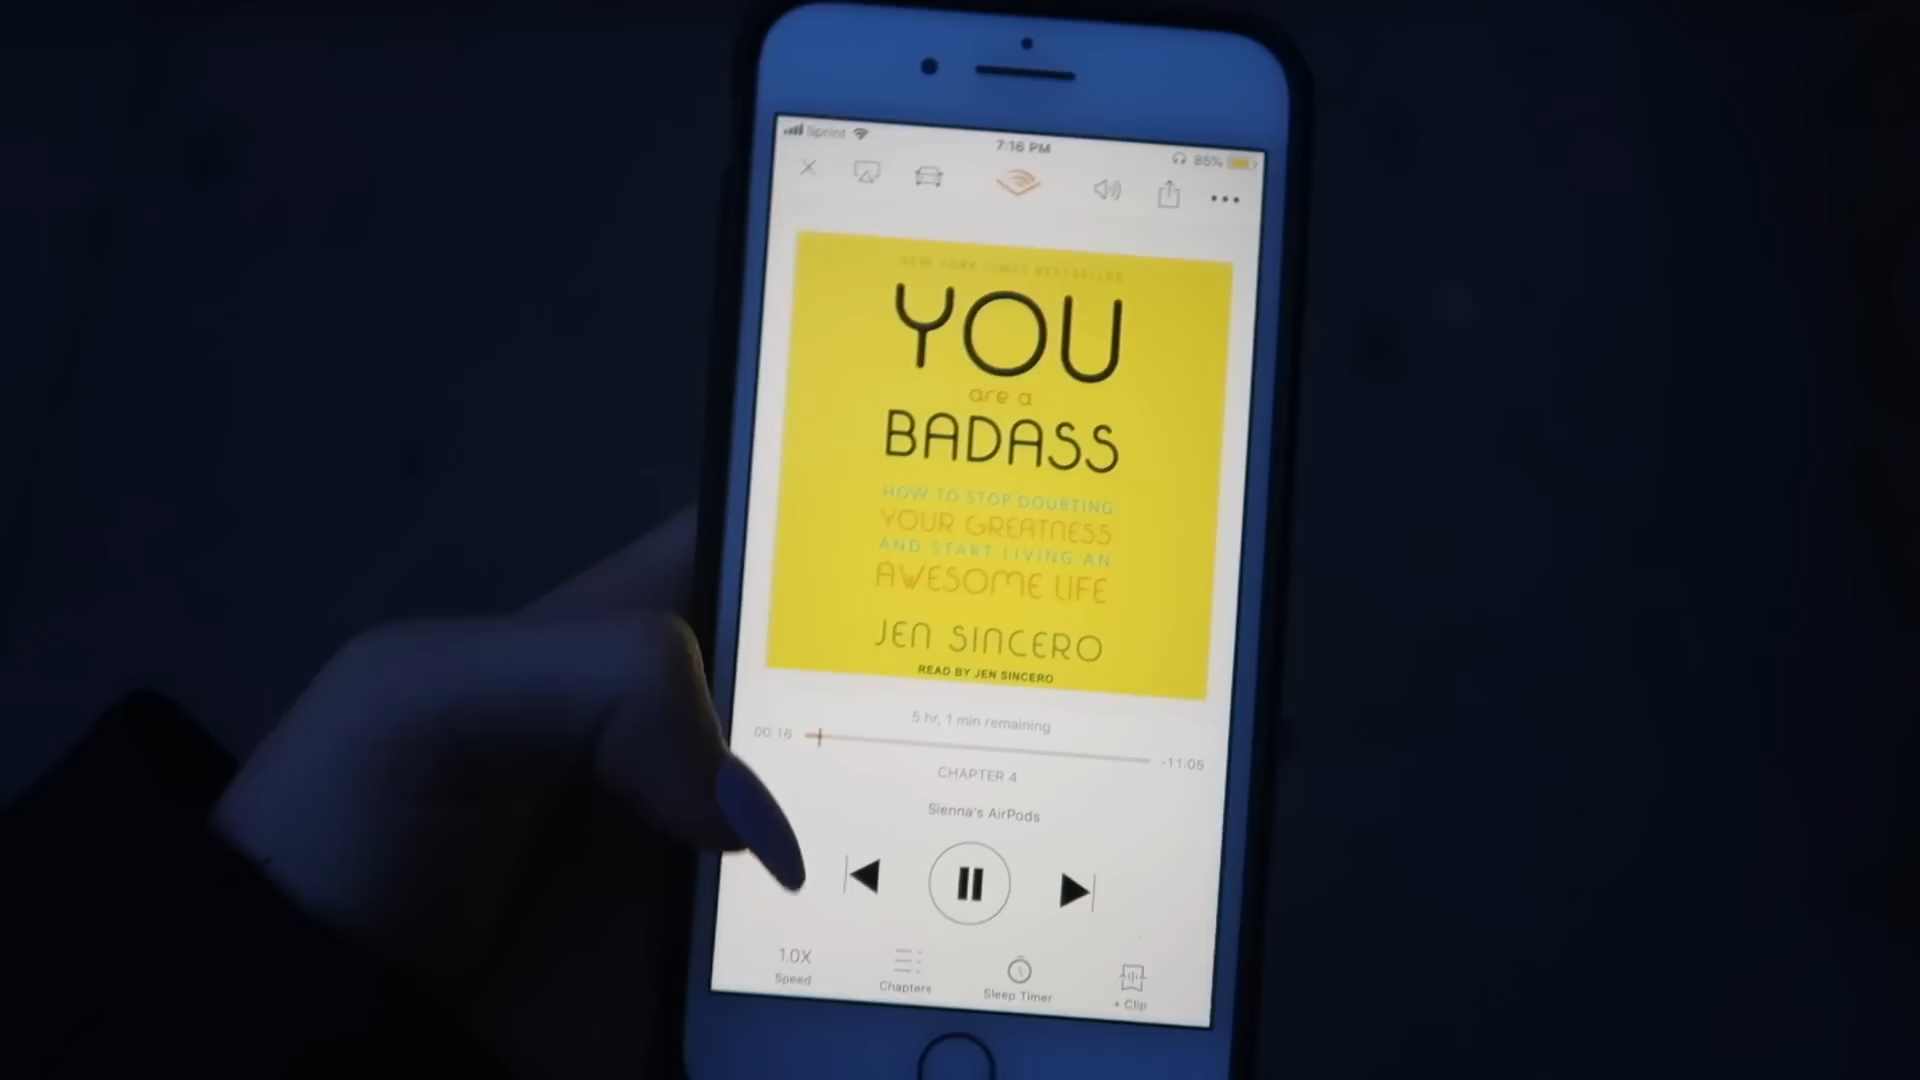 Sprint
7:16 PM
85%
NEW YORK TIMES BESTSELLER
YOU
are a
BADASS
HOW TO STOP DOUBTING
YOUR GREATNESS
AND START LIVING AN
AWESOME LIFE
JEN SINCERO
READ BY JEN SINCERO
5 hr, 1 min remaining
00:16
-11:05
CHAPTER 4
Sienna's AirPods
1.0X
Speed
Chapters
Sleep Timer
+ Clip